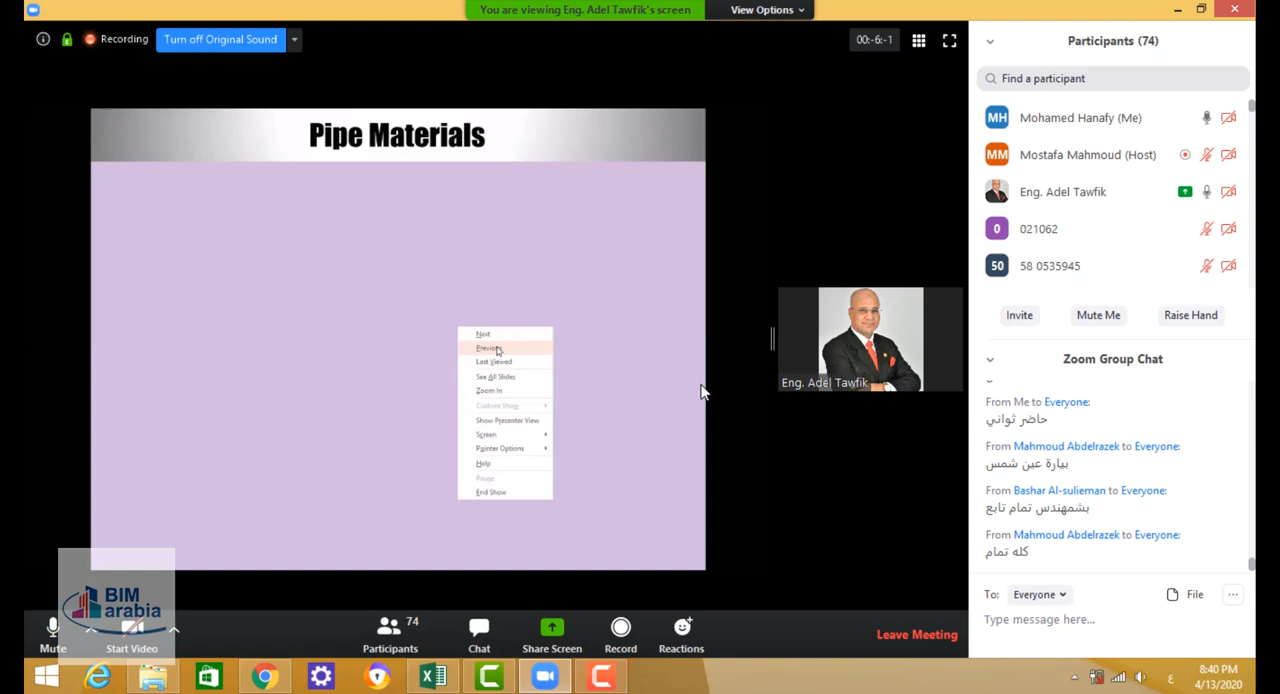 You are viewing Eng. Adel Tawfik's screen
View Options
Recording
Turn off Original Sound
00:-6:-1
Pipe Materials
Next
Previous
Last Viewed
See All Slides
Zoom In
Custom Show
Show Presenter View
Screen
Pointer Options
Help
Pause
End Show
Eng. Adel Tawfik
Participants (74)
Find a participant
MH Mohamed Hanafy (Me)
MM Mostafa Mahmoud (Host)
Eng. Adel Tawfik
0 021062
50 58 0535945
Invite
Mute Me
Raise Hand
Zoom Group Chat
From Me to Everyone:
حاضر ثواني
From Mahmoud Abdelrazek to Everyone:
بيارة عين شمس
From Bashar Al-sulieman to Everyone:
بشمهندس تمام تابع
From Mahmoud Abdelrazek to Everyone:
كله تمام
To: Everyone
File
Type message here...
BIM
arabia
Mute
Start Video
74
Participants
Chat
Share Screen
Record
Reactions
Leave Meeting
ع
8:40 PM
4/13/2020